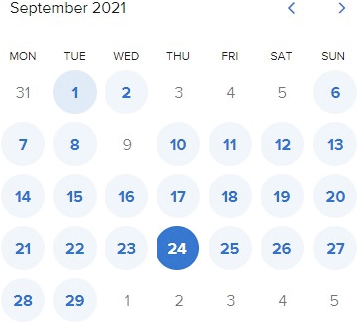 September 2021
MON TUE WED THU FRI SAT SUN
31 1 2 3 4 5 6
7 8 9 10 11 12 13
14 15 16 17 18 19 20
21 22 23 24 25 26 27
28 29 1 2 3 4 5